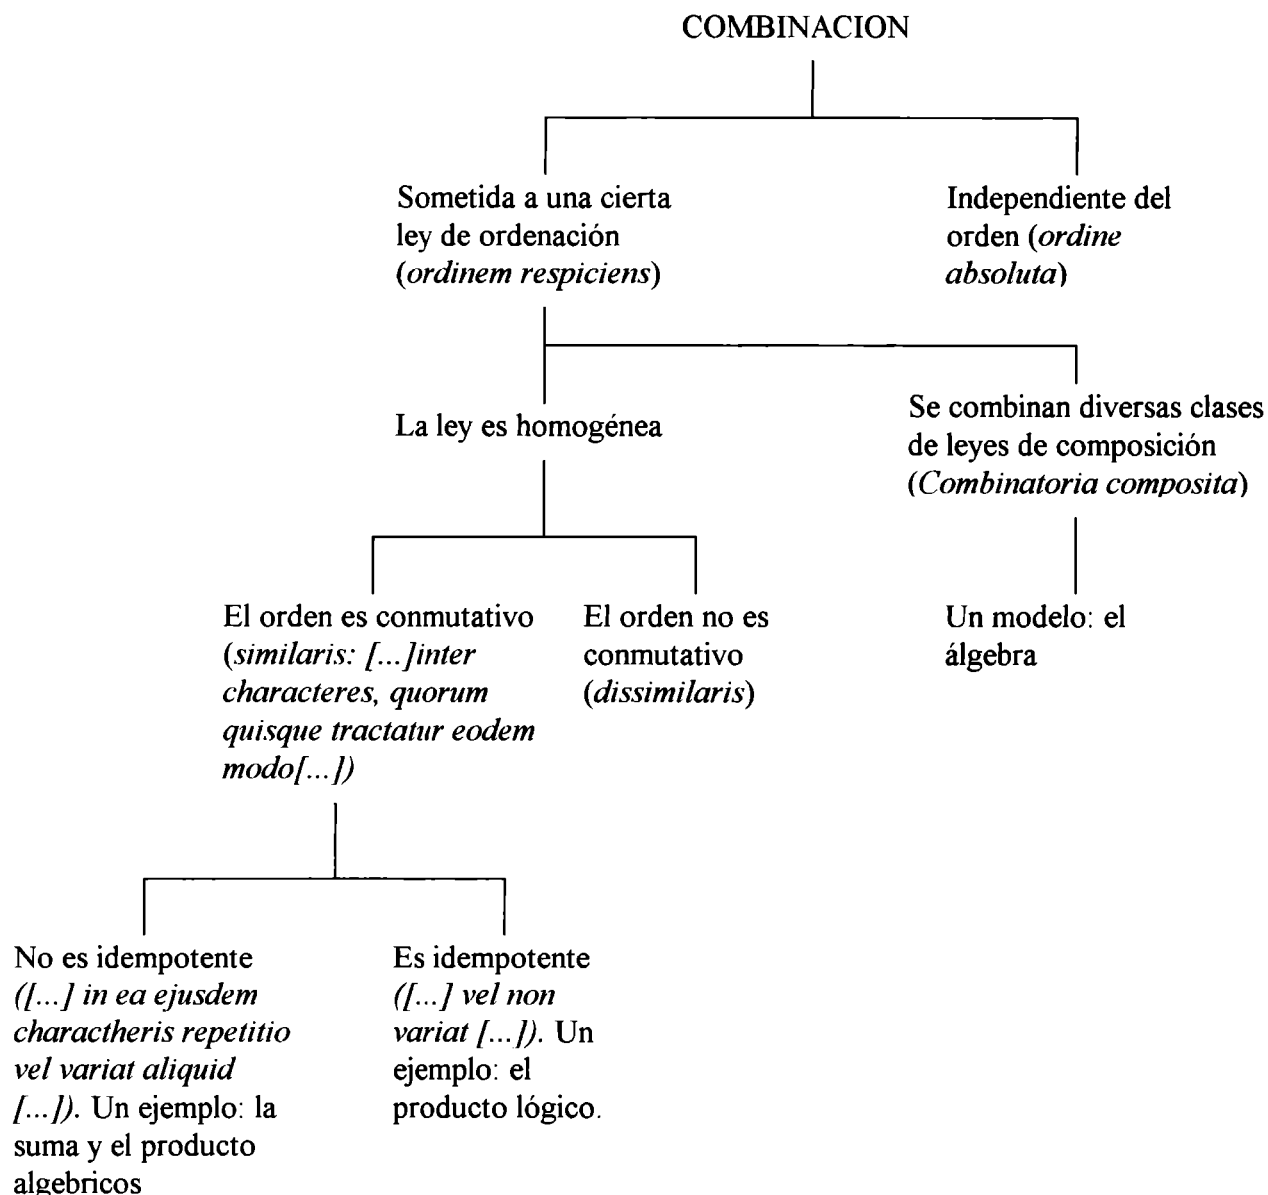 COMBINACION
Sometida a una cierta
ley de ordenación
(ordinem respiciens)
Independiente del
orden (ordine
absoluta)
La ley es homogénea
Se combinan diversas clases
de leyes de composición
(Combinatoria composita)
El orden es conmutativo
(similaris: [...]inter
characteres, quorum
quisque tractatur eodem
modo[...])
El orden no es
conmutativo
(dissimilaris)
Un modelo: el
álgebra
No es idempotente
([...] in ea ejusdem
charactheris repetitio
vel variat aliquid
[...]). Un ejemplo: la
suma y el producto
algebricos
Es idempotente
([...] vel non
variat [...]). Un
ejemplo: el
producto lógico.